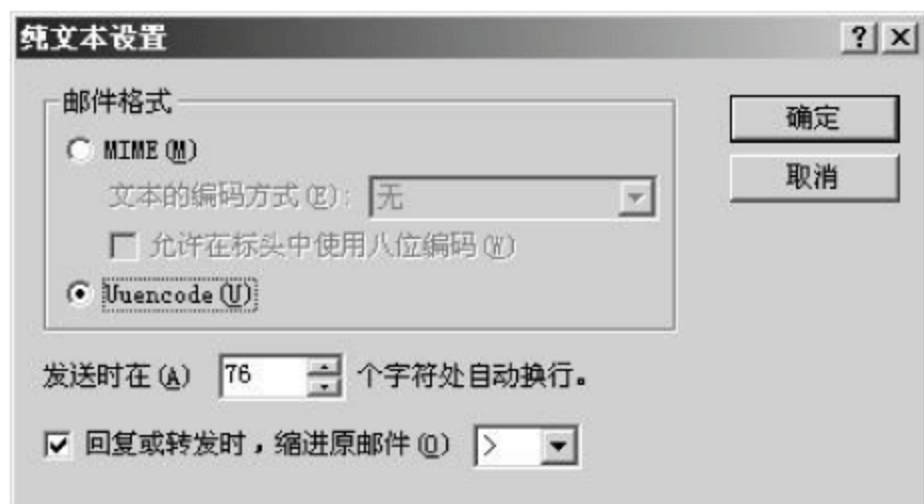 纯文本设置
邮件格式
确定
MIME(M)
取消
文本的编码方式(E): 无
允许在标头中使用八位编码(W)
Uuencode(U)
发送时在(A) 76 个字符处自动换行。
回复或转发时，缩进原邮件(O) >